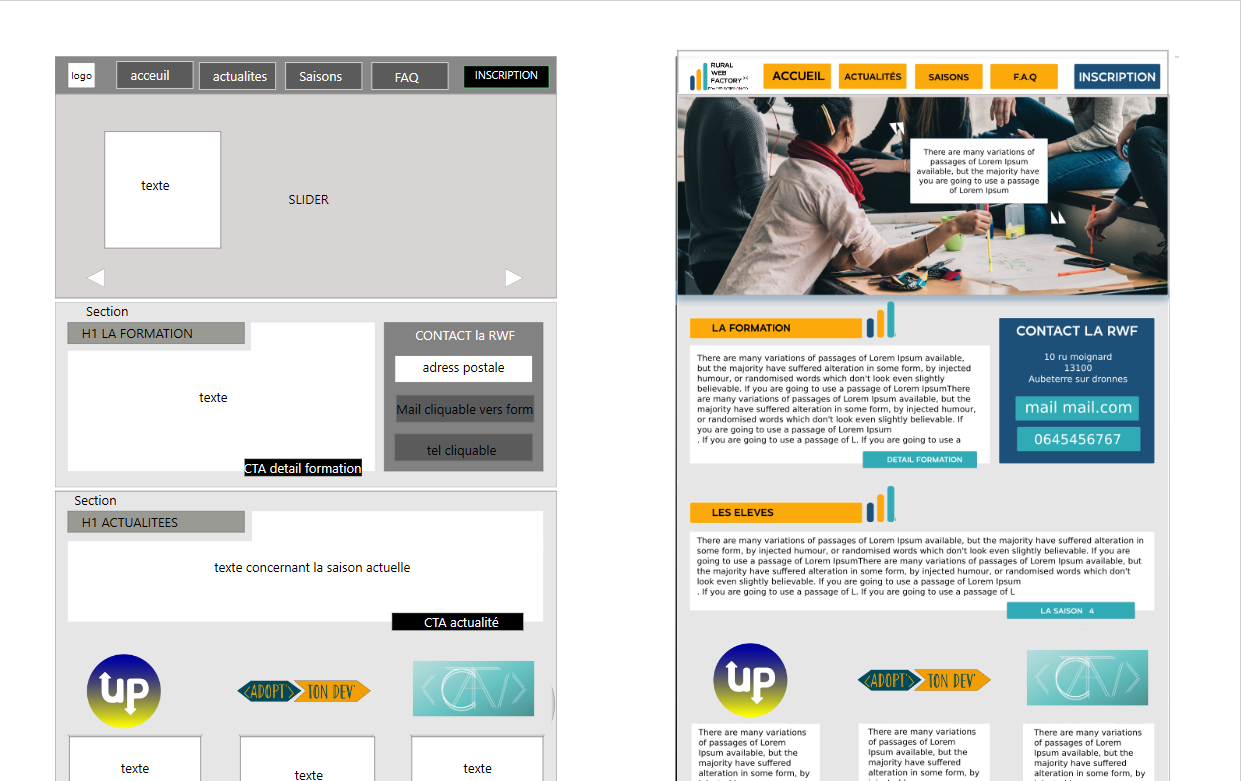 logo
acceuil
actualites
Saisons
FAQ
INSCRIPTION
texte
SLIDER
Section
H1 LA FORMATION
texte
CTA detail formation
CONTACT la RWF
adress postale
Mail cliquable vers form
tel cliquable
Section
H1 ACTUALITEES
texte concernant la saison actuelle
CTA actualité
up
<ADOPT> TON DEV'
texte
texte
texte
RURAL
WEB
FACTORY
ACCUEIL
ACTUALITÉS
SAISONS
F.A.Q
INSCRIPTION
There are many variations of
passages of Lorem Ipsum
available, but the majority have
you are going to use a passage
of Lorem Ipsum
LA FORMATION
There are many variations of passages of Lorem Ipsum available,
but the majority have suffered alteration in some form, by injected
humour, or randomised words which don't look even slightly
believable. If you are going to use a passage of Lorem IpsumThere
are many variations of passages of Lorem Ipsum available, but the
majority have suffered alteration in some form, by injected humour,
or randomised words which don't look even slightly believable. If
you are going to use a passage of Lorem Ipsum
. If you are going to use a passage of L. If you are going to use a
DETAIL FORMATION
CONTACT LA RWF
10 ru moignard
13100
Aubeterre sur dronnes
mail mail.com
0645456767
LES ELEVES
There are many variations of passages of Lorem Ipsum available, but the majority have suffered alteration in
some form, by injected humour, or randomised words which don't look even slightly believable. If you are
going to use a passage of Lorem IpsumThere are many variations of passages of Lorem Ipsum available, but
the majority have suffered alteration in some form, by injected humour, or randomised words which don't
look even slightly believable. If you are going to use a passage of Lorem Ipsum
. If you are going to use a passage of L. If you are going to use a passage of L
LA SAISON 4
up
<ADOPT> TON DEV'
There are many variations
of passages of Lorem
Ipsum available, but the
majority have suffered
alteration in some form, by
There are many variations
of passages of Lorem
Ipsum available, but the
majority have suffered
alteration in some form, by
There are many variations
of passages of Lorem
Ipsum available, but the
majority have suffered
alteration in some form, by